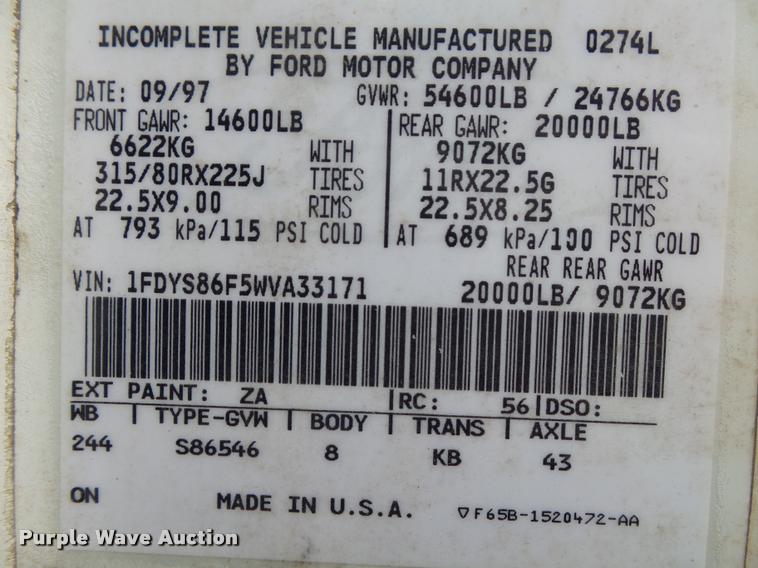 INCOMPLETE VEHICLE MANUFACTURED 0274L
BY FORD MOTOR COMPANY
DATE: 09/97 GVWR: 54600LB / 24766KG
FRONT GAWR: 14600LB REAR GAWR: 20000LB
6622KG WITH 9072KG WITH
315/80RX225J TIRES 11RX22.5G TIRES
22.5X9.00 RIMS 22.5X8.25 RIMS
AT 793 kPa/115 PSI COLD AT 689 kPa/100 PSI COLD
REAR REAR GAWR
VIN: 1FDYS86F5WVA33171 20000LB/ 9072KG
EXT PAINT: ZA RC: 56 DSO:
WB TYPE-GVW BODY TRANS AXLE
244 S86546 8 KB 43
ON MADE IN U.S.A. ▽F65B-1520472-AA
Purple Wave Auction